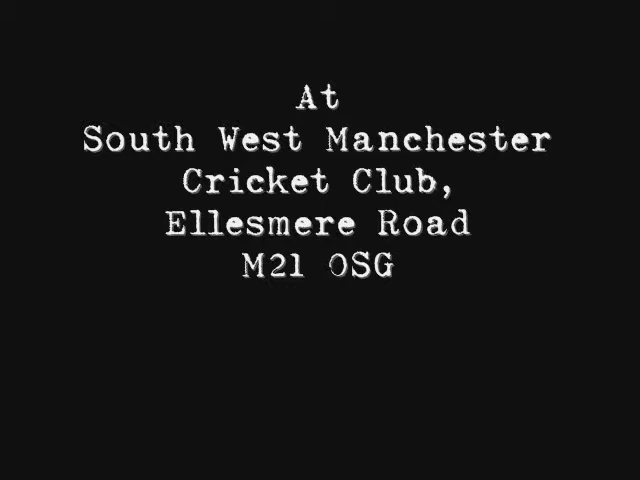 At
South West Manchester
Cricket Club,
Ellesmere Road
M21 0SG